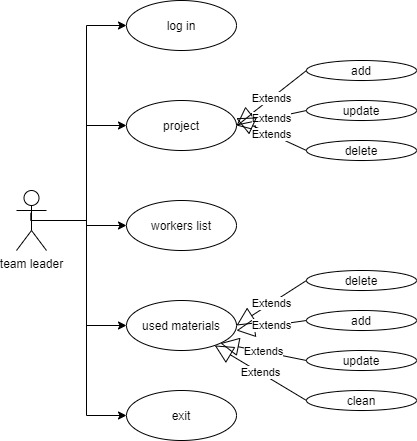 log in
add
Extends
project
Extends
update
Extends
delete
workers list
team leader
delete
Extends
used materials
Extends
add
Extends
update
Extends
clean
exit